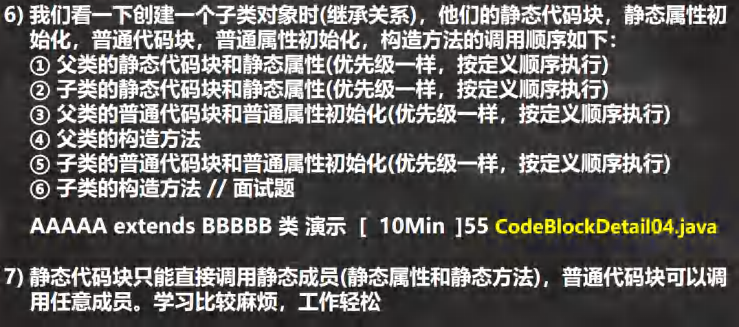 6) 我们看一下创建一个子类对象时(继承关系)，他们的静态代码块，静态属性初
始化，普通代码块，普通属性初始化，构造方法的调用顺序如下：
① 父类的静态代码块和静态属性(优先级一样，按定义顺序执行)
② 子类的静态代码块和静态属性(优先级一样，按定义顺序执行)
③ 父类的普通代码块和普通属性初始化(优先级一样，按定义顺序执行)
④ 父类的构造方法
⑤ 子类的普通代码块和普通属性初始化(优先级一样，按定义顺序执行)
⑥ 子类的构造方法 // 面试题
AAAAA extends BBBBB 类 演示 [ 10Min ]55 CodeBlockDetail04.java
7) 静态代码块只能直接调用静态成员(静态属性和静态方法)，普通代码块可以调
用任意成员。学习比较麻烦，工作轻松